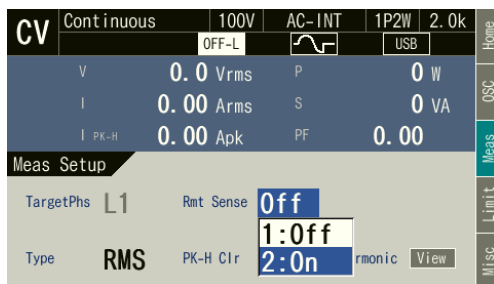 CV Continuous 100V AC-INT 1P2W 2.0k
OFF-L USB
V 0.0 Vrms P 0 W
I 0.00 Arms S 0 VA
I PK-H 0.00 Apk PF 0.00
Meas Setup
TargetPhs L1 Rmt Sense Off
1:Off
Type RMS PK-H Clr 2:On rmonic View
Home
OSC
Meas
Limit
Misc